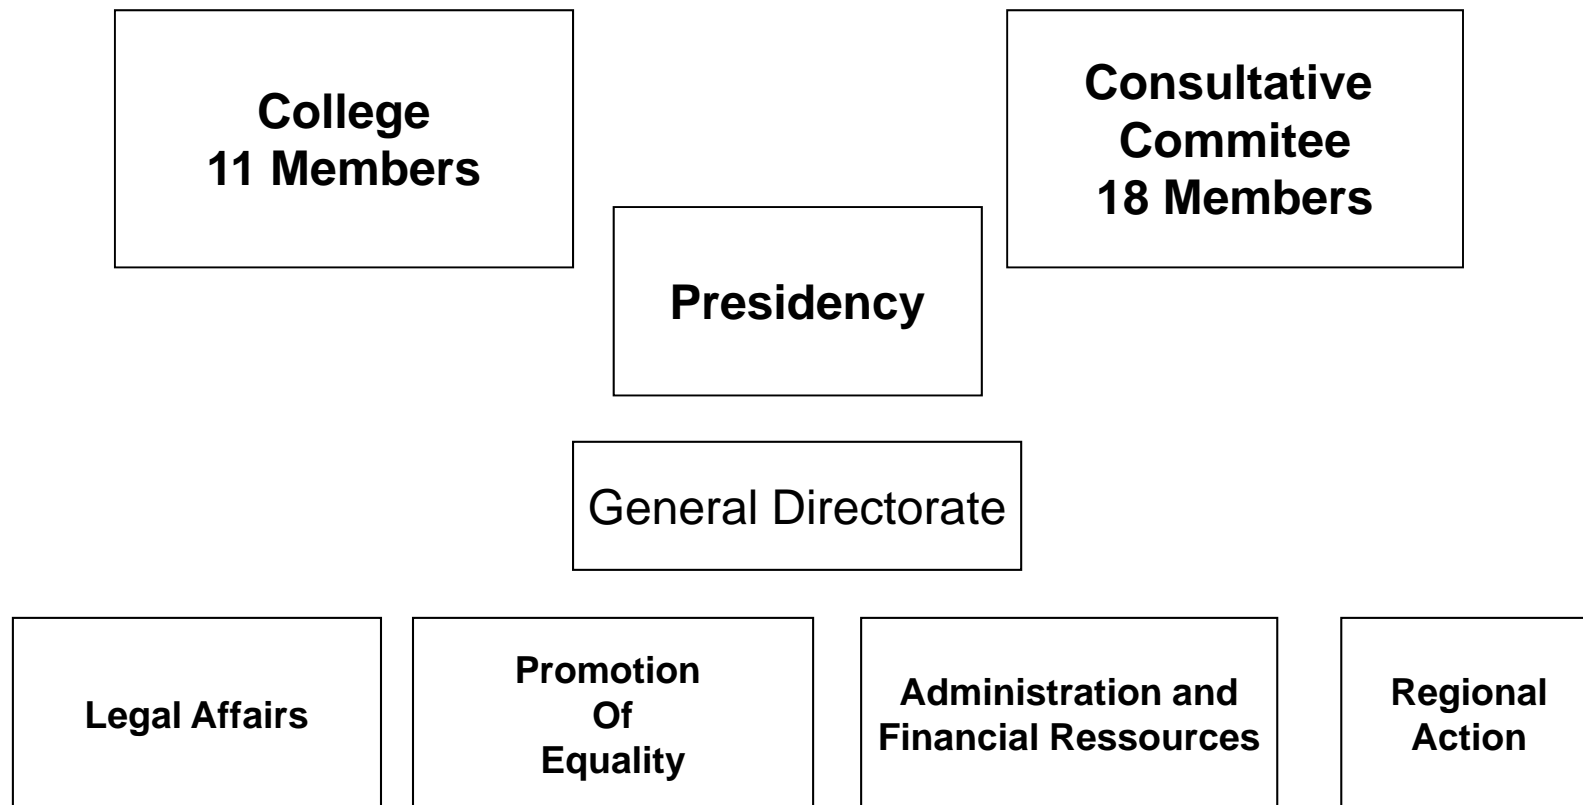 College
11 Members
Consultative
Commitee
18 Members
Presidency
General Directorate
Legal Affairs
Promotion
Of
Equality
Administration and
Financial Ressources
Regional
Action